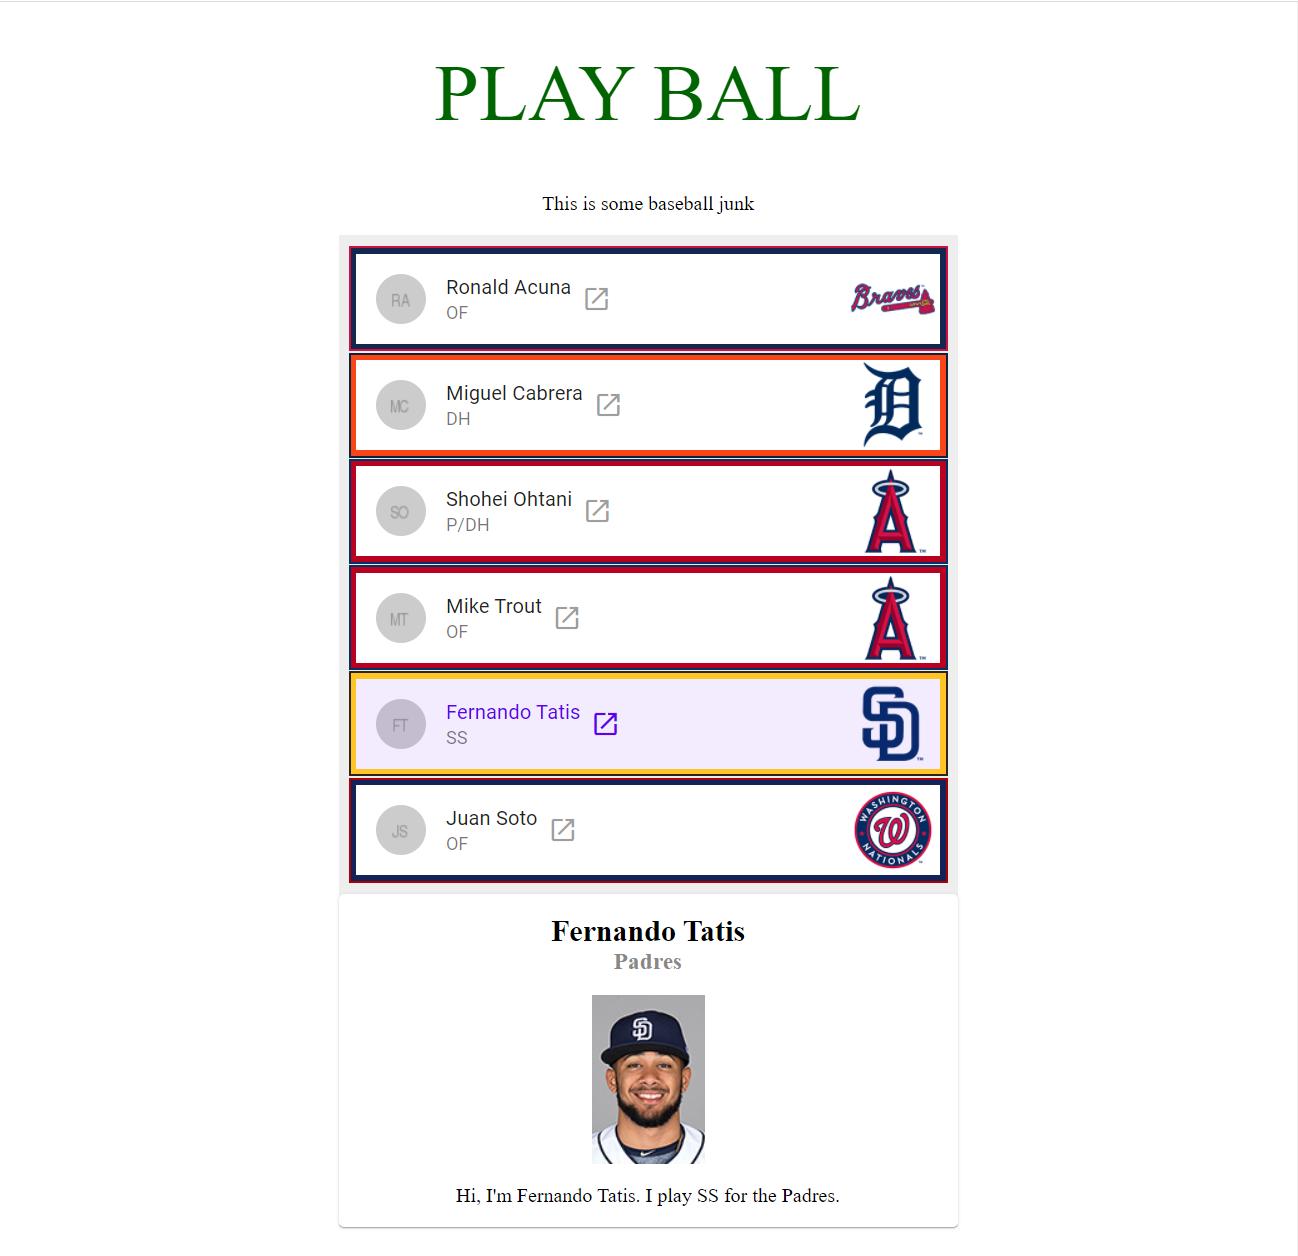 PLAY BALL
This is some baseball junk
RA
Ronald Acuna
OF
Braves
MC
Miguel Cabrera
DH
D
SO
Shohei Ohtani
P/DH
A
MT
Mike Trout
OF
A
FT
Fernando Tatis
SS
SD
JS
Juan Soto
OF
WASHINGTON
W
NATIONALS
Fernando Tatis
Padres
SD
Hi, I'm Fernando Tatis. I play SS for the Padres.